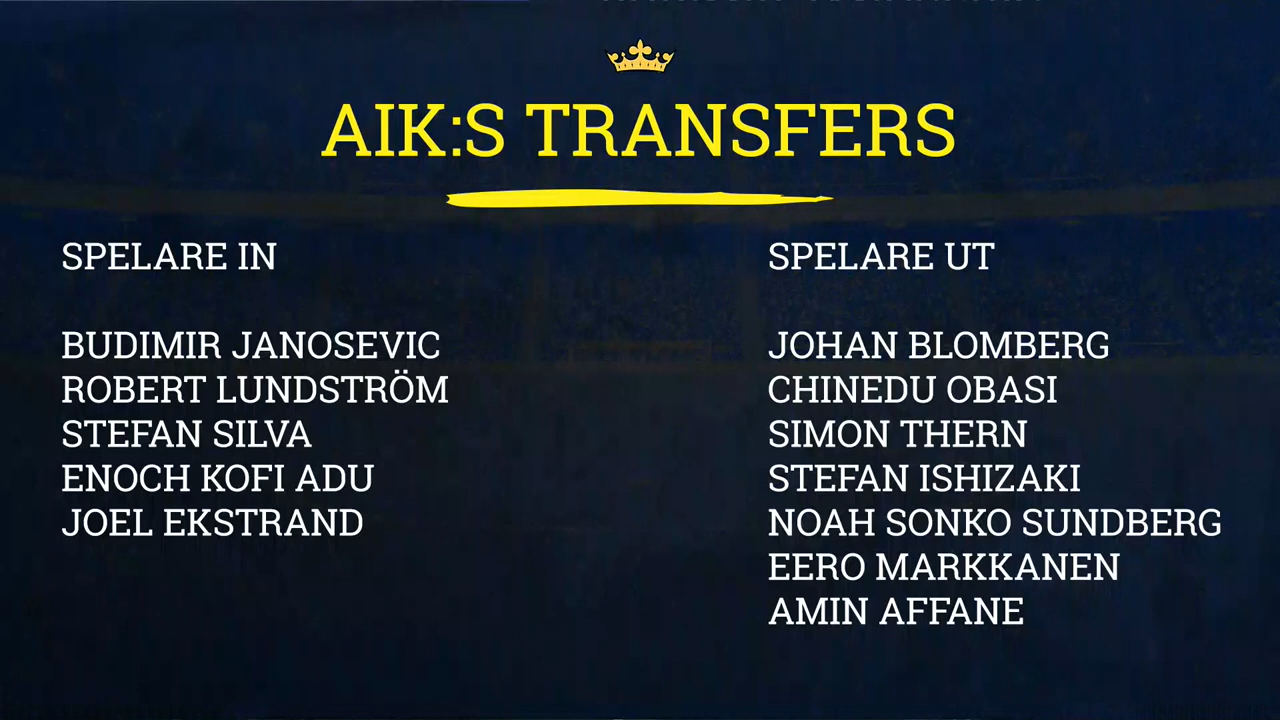 AIK:S TRANSFERS
SPELARE IN
BUDIMIR JANOSEVIC
ROBERT LUNDSTRÖM
STEFAN SILVA
ENOCH KOFI ADU
JOEL EKSTRAND
SPELARE UT
JOHAN BLOMBERG
CHINEDU OBASI
SIMON THERN
STEFAN ISHIZAKI
NOAH SONKO SUNDBERG
EERO MARKKANEN
AMIN AFFANE